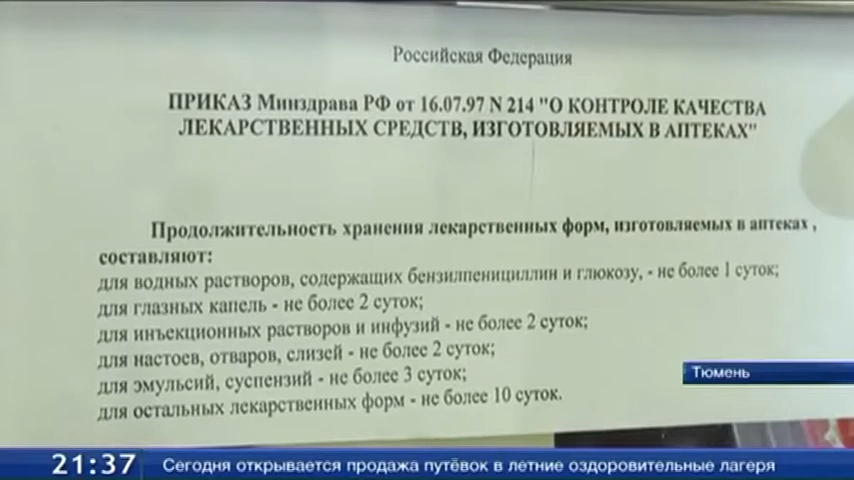 Российская Федерация
ПРИКАЗ Минздрава РФ от 16.07.97 N 214 "О КОНТРОЛЕ КАЧЕСТВА
ЛЕКАРСТВЕННЫХ СРЕДСТВ, ИЗГОТОВЛЯЕМЫХ В АПТЕКАХ"
Продолжительность хранения лекарственных форм, изготовляемых в аптеках ,
составляют:
для водных растворов, содержащих бензилпенициллин и глюкозу, - не более 1 суток;
для глазных капель - не более 2 суток;
для инъекционных растворов и инфузий - не более 2 суток;
для настоев, отваров, слизей - не более 2 суток;
для эмульсий, суспензий - не более 3 суток;
для остальных лекарственных форм - не более 10 суток.
Тюмень
21:37 Сегодня открывается продажа путёвок в летние оздоровительные лагеря